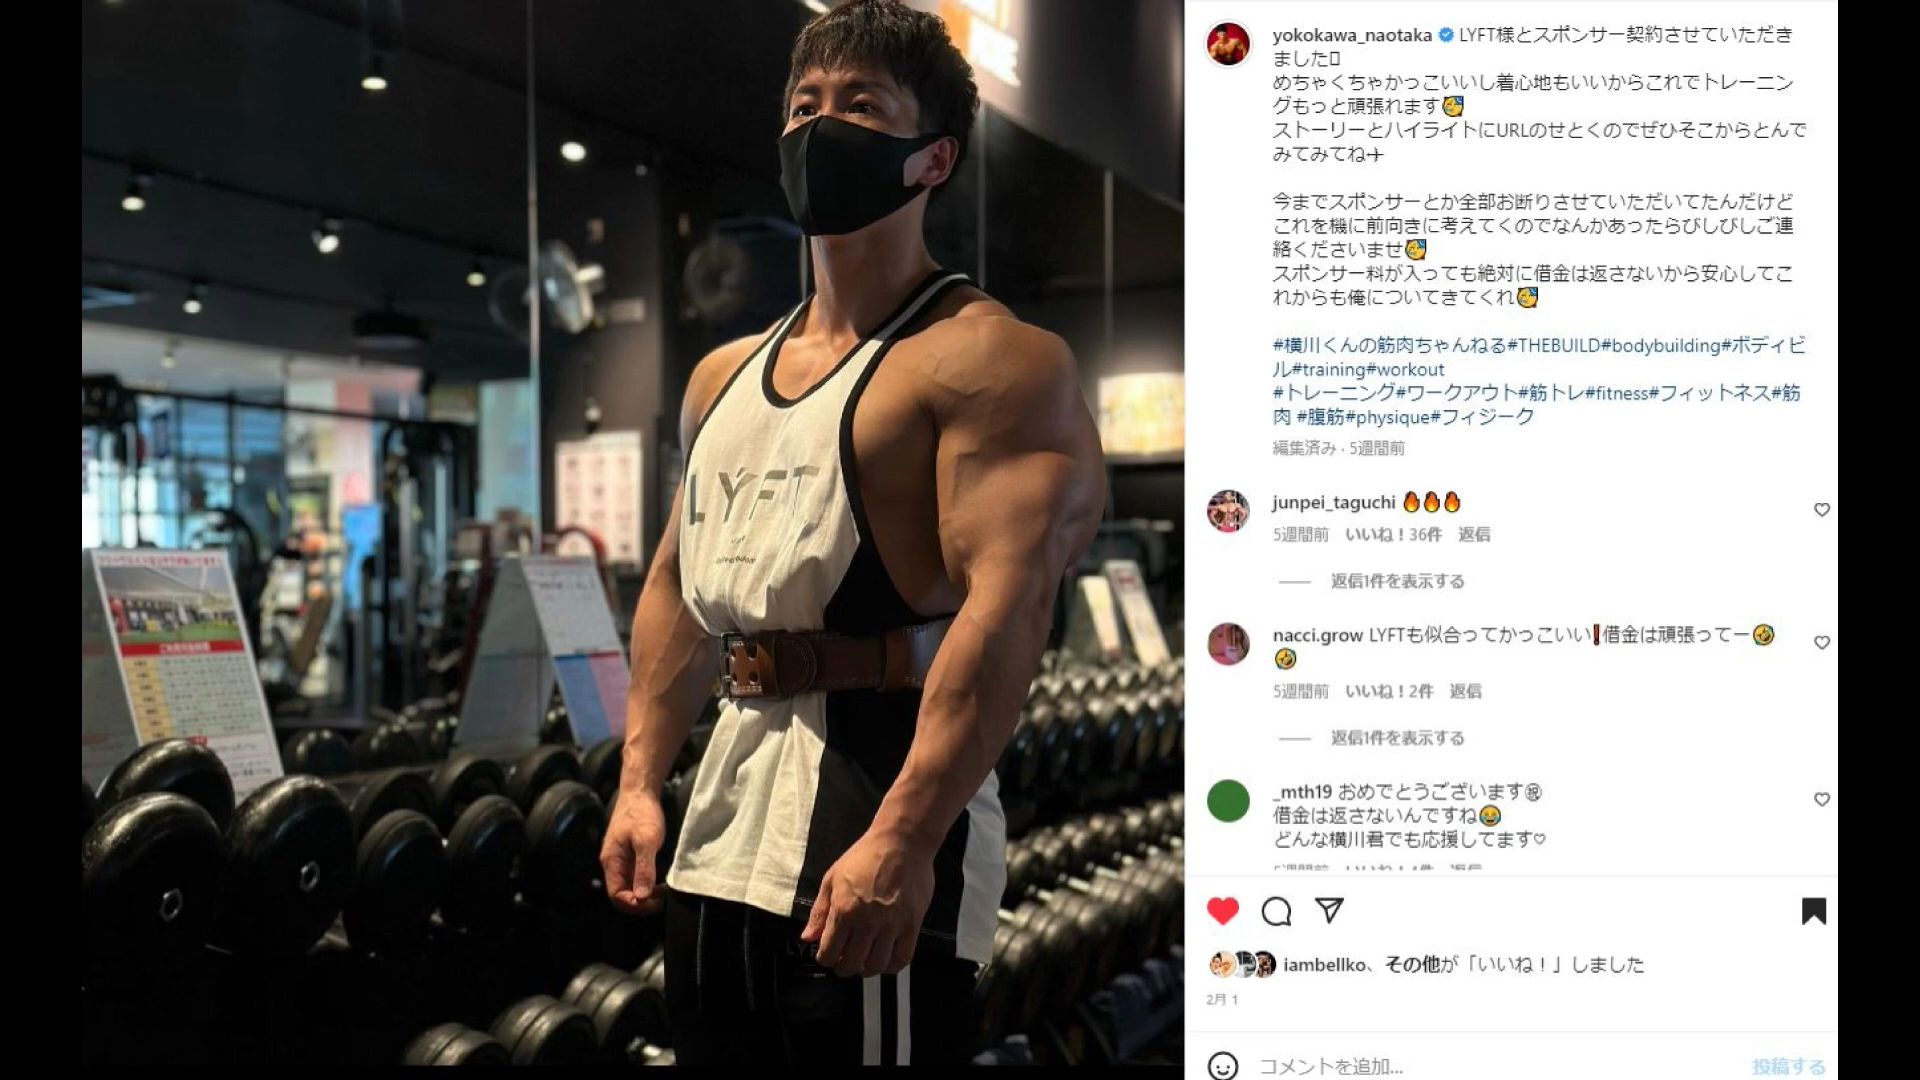 yokokawa_naotaka LYFT様とスポンサー契約させていただき
ました▯
めちゃくちゃかっこいいし着心地もいいからこれでトレーニン
グもっと頑張れます🥳
ストーリーとハイライトにURLのせとくのでぜひそこからとんで
みてみてね✈
今までスポンサーとか全部お断りさせていただいてたんだけど
これを機に前向きに考えてくのでなんかあったらびしびしご連
絡くださいませ🥳
スポンサー料が入っても絶対に借金は返さないから安心してこ
れからも俺についてきてくれ🥳
#横川くんの筋肉ちゃんねる#THEBUILD#bodybuilding#ボディビ
ル#training#workout
#トレーニング#ワークアウト#筋トレ#fitness#フィットネス#筋
肉 #腹筋#physique#フィジーク
編集済み · 5週間前
junpei_taguchi 🔥🔥🔥
5週間前 いいね！36件 返信
返信1件を表示する
nacci.grow LYFTも似合ってかっこいい❗借金は頑張ってー🤣
🤣
5週間前 いいね！2件 返信
返信1件を表示する
_mth19 おめでとうございます㊗
借金は返さないんですね😂
どんな横川君でも応援してます♡
5週間前 いいね！4件 返信
iambellko、その他が「いいね！」しました
2月 1
コメントを追加...
投稿する
LYFT